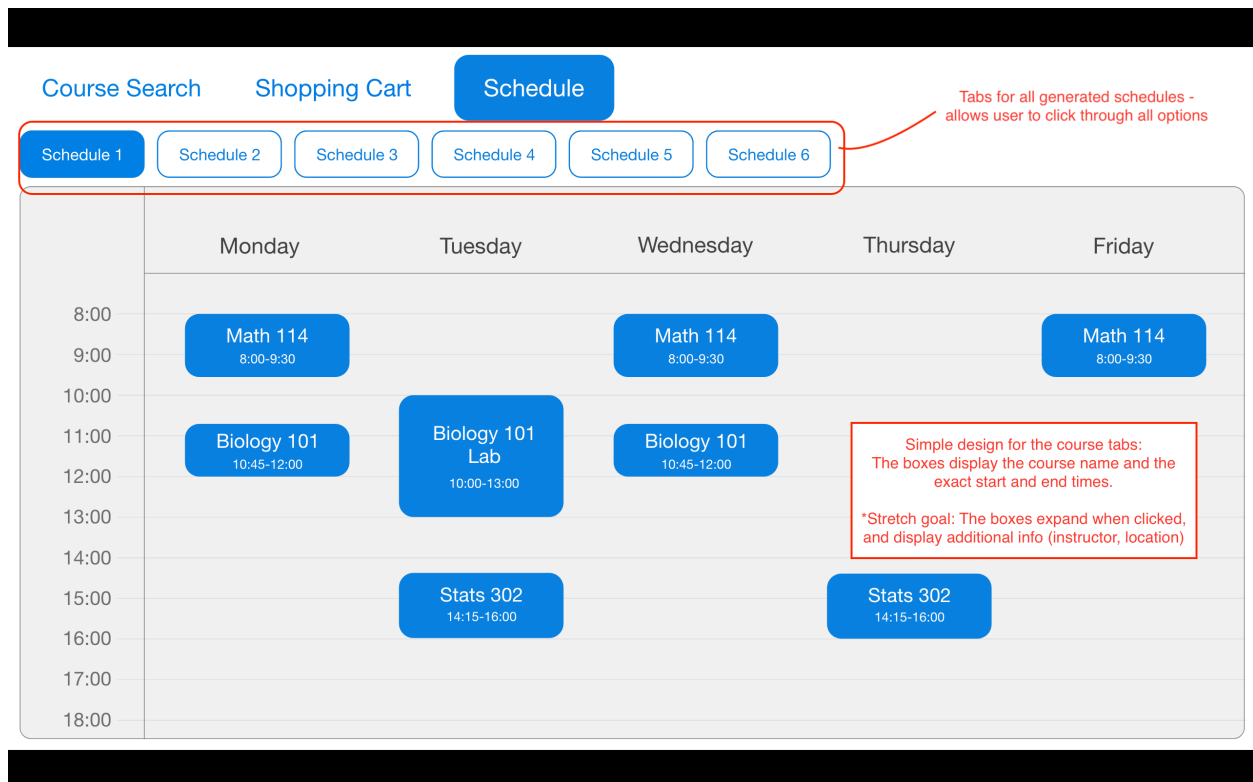 Course Search Shopping Cart Schedule
Tabs for all generated schedules -
allows user to click through all options
Schedule 1 Schedule 2 Schedule 3 Schedule 4 Schedule 5 Schedule 6
Monday Tuesday Wednesday Thursday Friday
8:00
Math 114 Math 114 Math 114
9:00 8:00-9:30 8:00-9:30 8:00-9:30
10:00
11:00 Biology 101 Biology 101 Lab Biology 101
10:45-12:00 10:00-13:00 10:45-12:00
12:00
Simple design for the course tabs:
The boxes display the course name and the
exact start and end times.
*Stretch goal: The boxes expand when clicked,
and display additional info (instructor, location)
13:00
14:00
15:00 Stats 302 Stats 302
14:15-16:00 14:15-16:00
16:00
17:00
18:00